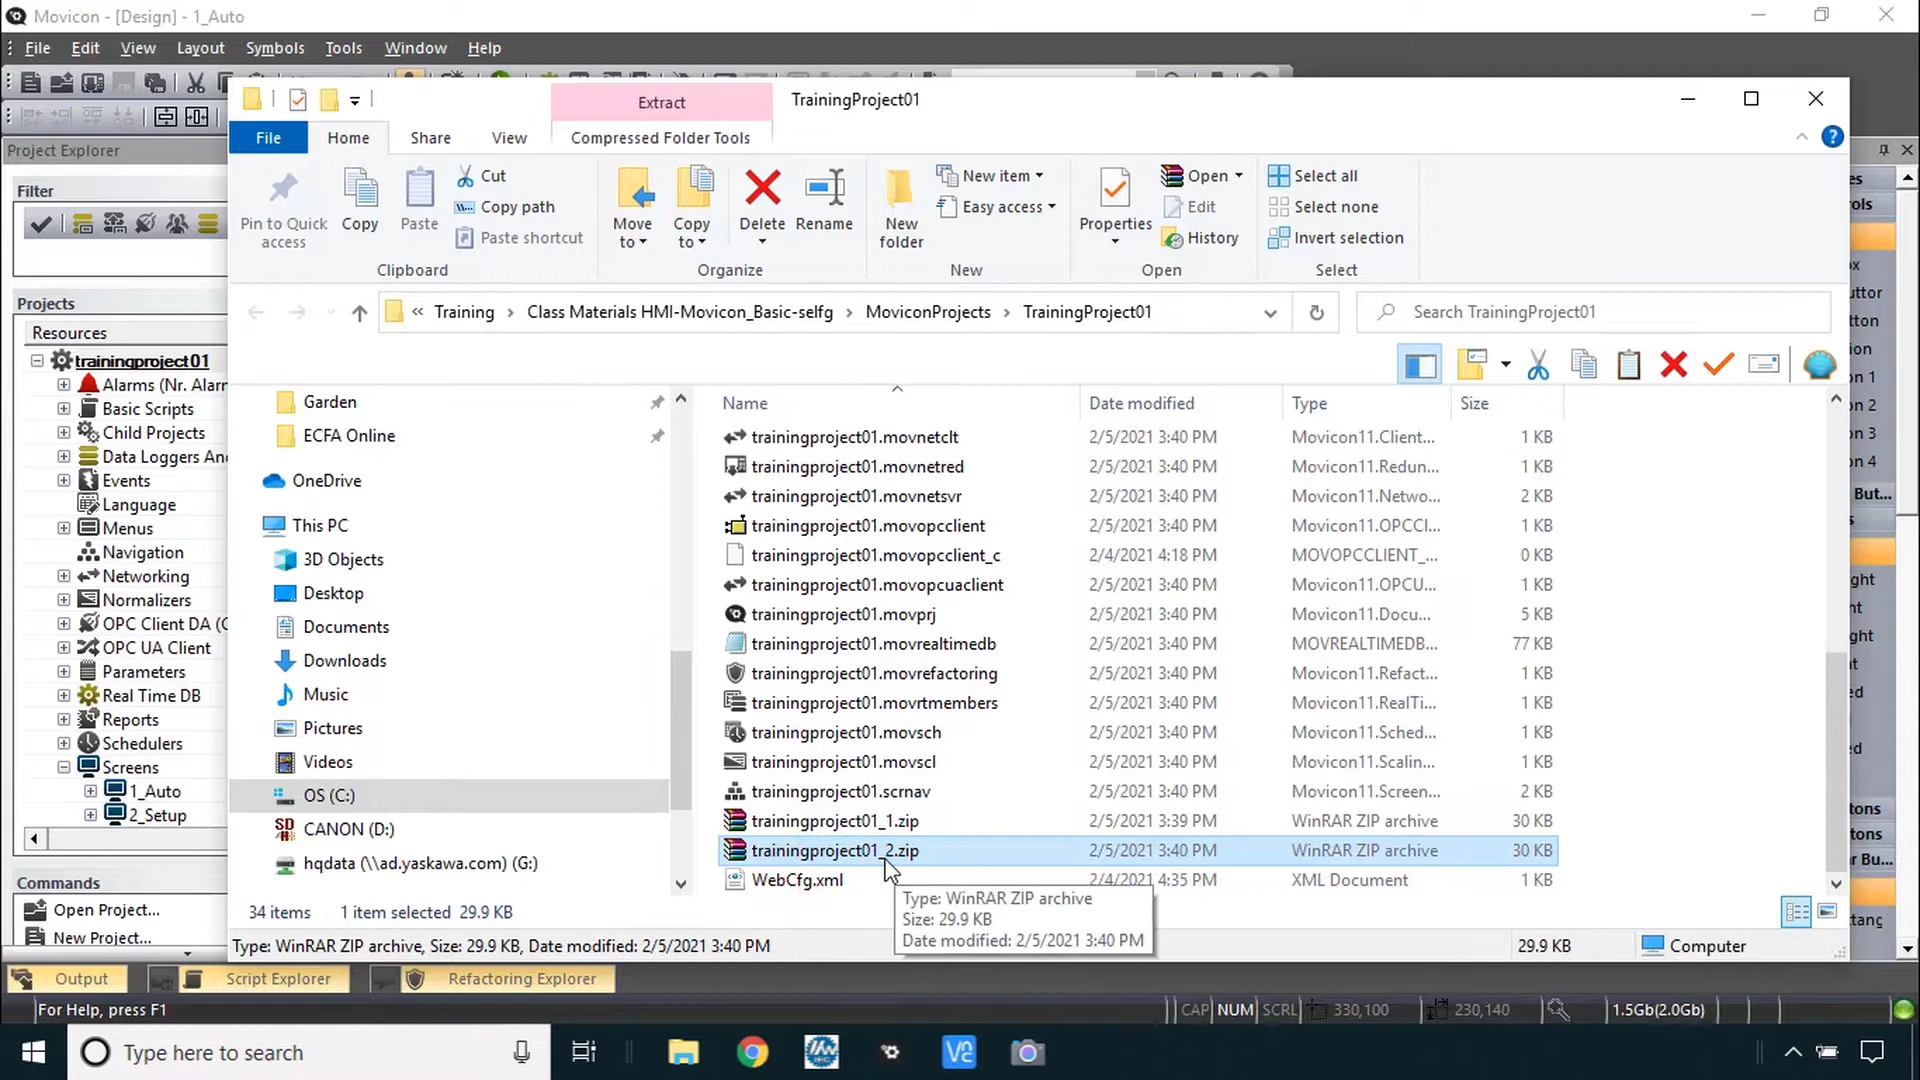 Movicon - [Design] - 1_Auto
File Edit View Layout Symbols Tools Window Help
Extract
TrainingProject01
File Home Share View Compressed Folder Tools
Pin to Quick access
Copy
Paste
Cut
Copy path
Paste shortcut
Clipboard
Move to
Copy to
Delete
Rename
Organize
New folder
New item
Easy access
New
Properties
Open
Edit
History
Open
Select all
Select none
Invert selection
Select
« Training > Class Materials HMI-Movicon_Basic-selfg > MoviconProjects > TrainingProject01
Search TrainingProject01
Project Explorer
Filter
Projects
Resources
trainingproject01
Alarms (Nr. Alarr
Basic Scripts
Child Projects
Data Loggers And
Events
Language
Menus
Navigation
Networking
Normalizers
OPC Client DA (C
OPC UA Client
Parameters
Real Time DB
Reports
Schedulers
Screens
1_Auto
2_Setup
Commands
Open Project...
New Project...
Garden
ECFA Online
OneDrive
This PC
3D Objects
Desktop
Documents
Downloads
Music
Pictures
Videos
OS (C:)
CANON (D:)
hqdata (\\ad.yaskawa.com) (G:)
Name Date modified Type Size
trainingproject01.movnetclt 2/5/2021 3:40 PM Movicon11.Client... 1 KB
trainingproject01.movnetred 2/5/2021 3:40 PM Movicon11.Redun... 1 KB
trainingproject01.movnetsvr 2/5/2021 3:40 PM Movicon11.Netwo... 2 KB
trainingproject01.movopcclient 2/5/2021 3:40 PM Movicon11.OPCCl... 1 KB
trainingproject01.movopcclient_c 2/4/2021 4:18 PM MOVOPCCLIENT_... 0 KB
trainingproject01.movopcuaclient 2/5/2021 3:40 PM Movicon11.OPCU... 1 KB
trainingproject01.movprj 2/5/2021 3:40 PM Movicon11.Docu... 5 KB
trainingproject01.movrealtimedb 2/5/2021 3:40 PM MOVREALTIMEDB... 77 KB
trainingproject01.movrefactoring 2/5/2021 3:40 PM Movicon11.Refact... 1 KB
trainingproject01.movrtmembers 2/5/2021 3:40 PM Movicon11.RealTi... 1 KB
trainingproject01.movsch 2/5/2021 3:40 PM Movicon11.Sched... 1 KB
trainingproject01.movscl 2/5/2021 3:40 PM Movicon11.Scalin... 1 KB
trainingproject01.scrnav 2/5/2021 3:40 PM Movicon11.Screen... 2 KB
trainingproject01_1.zip 2/5/2021 3:39 PM WinRAR ZIP archive 30 KB
trainingproject01_2.zip 2/5/2021 3:40 PM WinRAR ZIP archive 30 KB
WebCfg.xml 2/4/2021 4:35 PM XML Document 1 KB
Type: WinRAR ZIP archive
Size: 29.9 KB
Date modified: 2/5/2021 3:40 PM
34 items 1 item selected 29.9 KB
Type: WinRAR ZIP archive, Size: 29.9 KB, Date modified: 2/5/2021 3:40 PM
29.9 KB
Computer
Output
Script Explorer
Refactoring Explorer
For Help, press F1
CAP NUM SCRL 330,100 230,140 1.5Gb(2.0Gb)
Type here to search